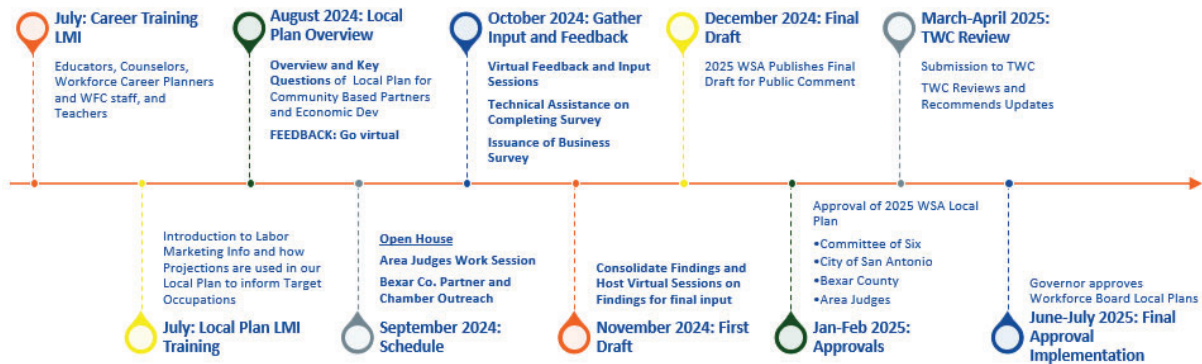 July: Career Training
LMI
Educators, Counselors,
Workforce Career Planners
and WFC staff, and
Teachers
August 2024: Local
Plan Overview
Overview and Key
Questions of Local Plan for
Community Based Partners
and Economic Dev
FEEDBACK: Go virtual
October 2024: Gather
Input and Feedback
Virtual Feedback and Input
Sessions
Technical Assistance on
Completing Survey
Issuance of Business
Survey
December 2024: Final
Draft
2025 WSA Publishes Final
Draft for Public Comment
March-April 2025:
TWC Review
Submission to TWC
TWC Reviews and
Recommends Updates
Introduction to Labor
Marketing Info and how
Projections are used in our
Local Plan to inform Target
Occupations
July: Local Plan LMI
Training
Open House
Area Judges Work Session
Bexar Co. Partner and
Chamber Outreach
September 2024:
Schedule
Consolidate Findings and
Host Virtual Sessions on
Findings for final input
November 2024: First
Draft
Approval of 2025 WSA Local
Plan
•Committee of Six
•City of San Antonio
•Bexar County
•Area Judges
Jan-Feb 2025:
Approvals
Governor approves
Workforce Board Local Plans
June-July 2025: Final
Approval
Implementation